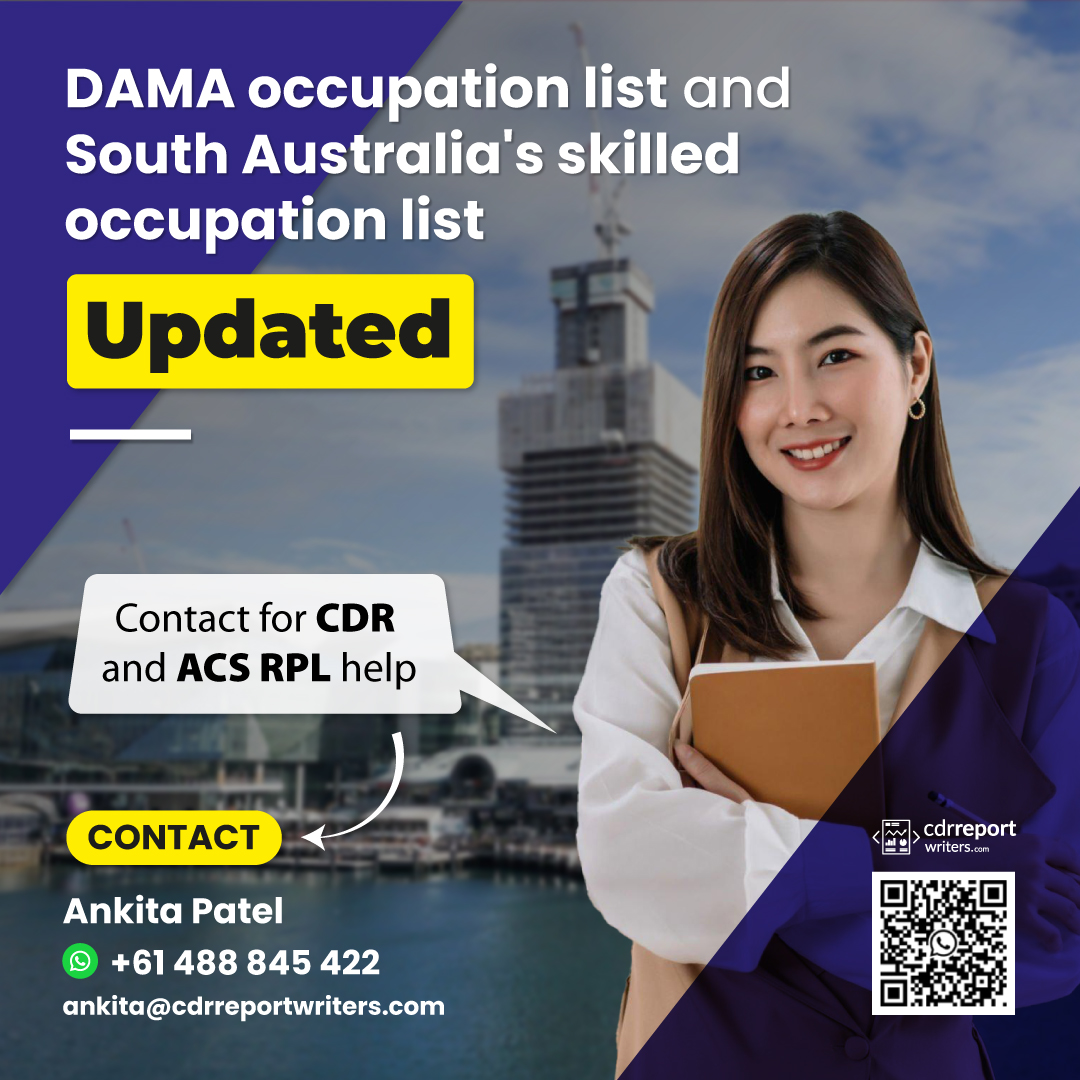 DAMA occupation list and
South Australia's skilled
occupation list
Updated
Contact for CDR
and ACS RPL help
CONTACT
Ankita Patel
+61 488 845 422
ankita@cdrreportwriters.com
cdrreport
writers.com